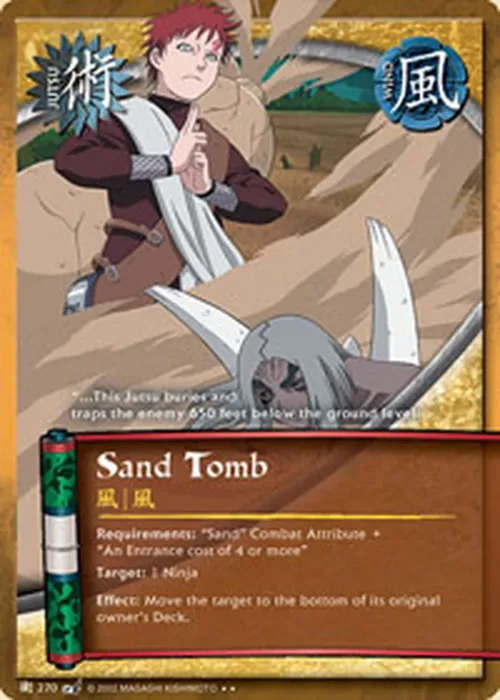 JUTSU 術
WIND 風
"...This Jutsu buries and
traps the enemy 650 feet below the ground level."
Sand Tomb
風|風
Requirements: "Sand" Combat Attribute +
"An Entrance cost of 4 or more"
Target: 1 Ninja
Effect: Move the target to the bottom of its original
owner's Deck.
術 270 © 2002 MASASHI KISHIMOTO